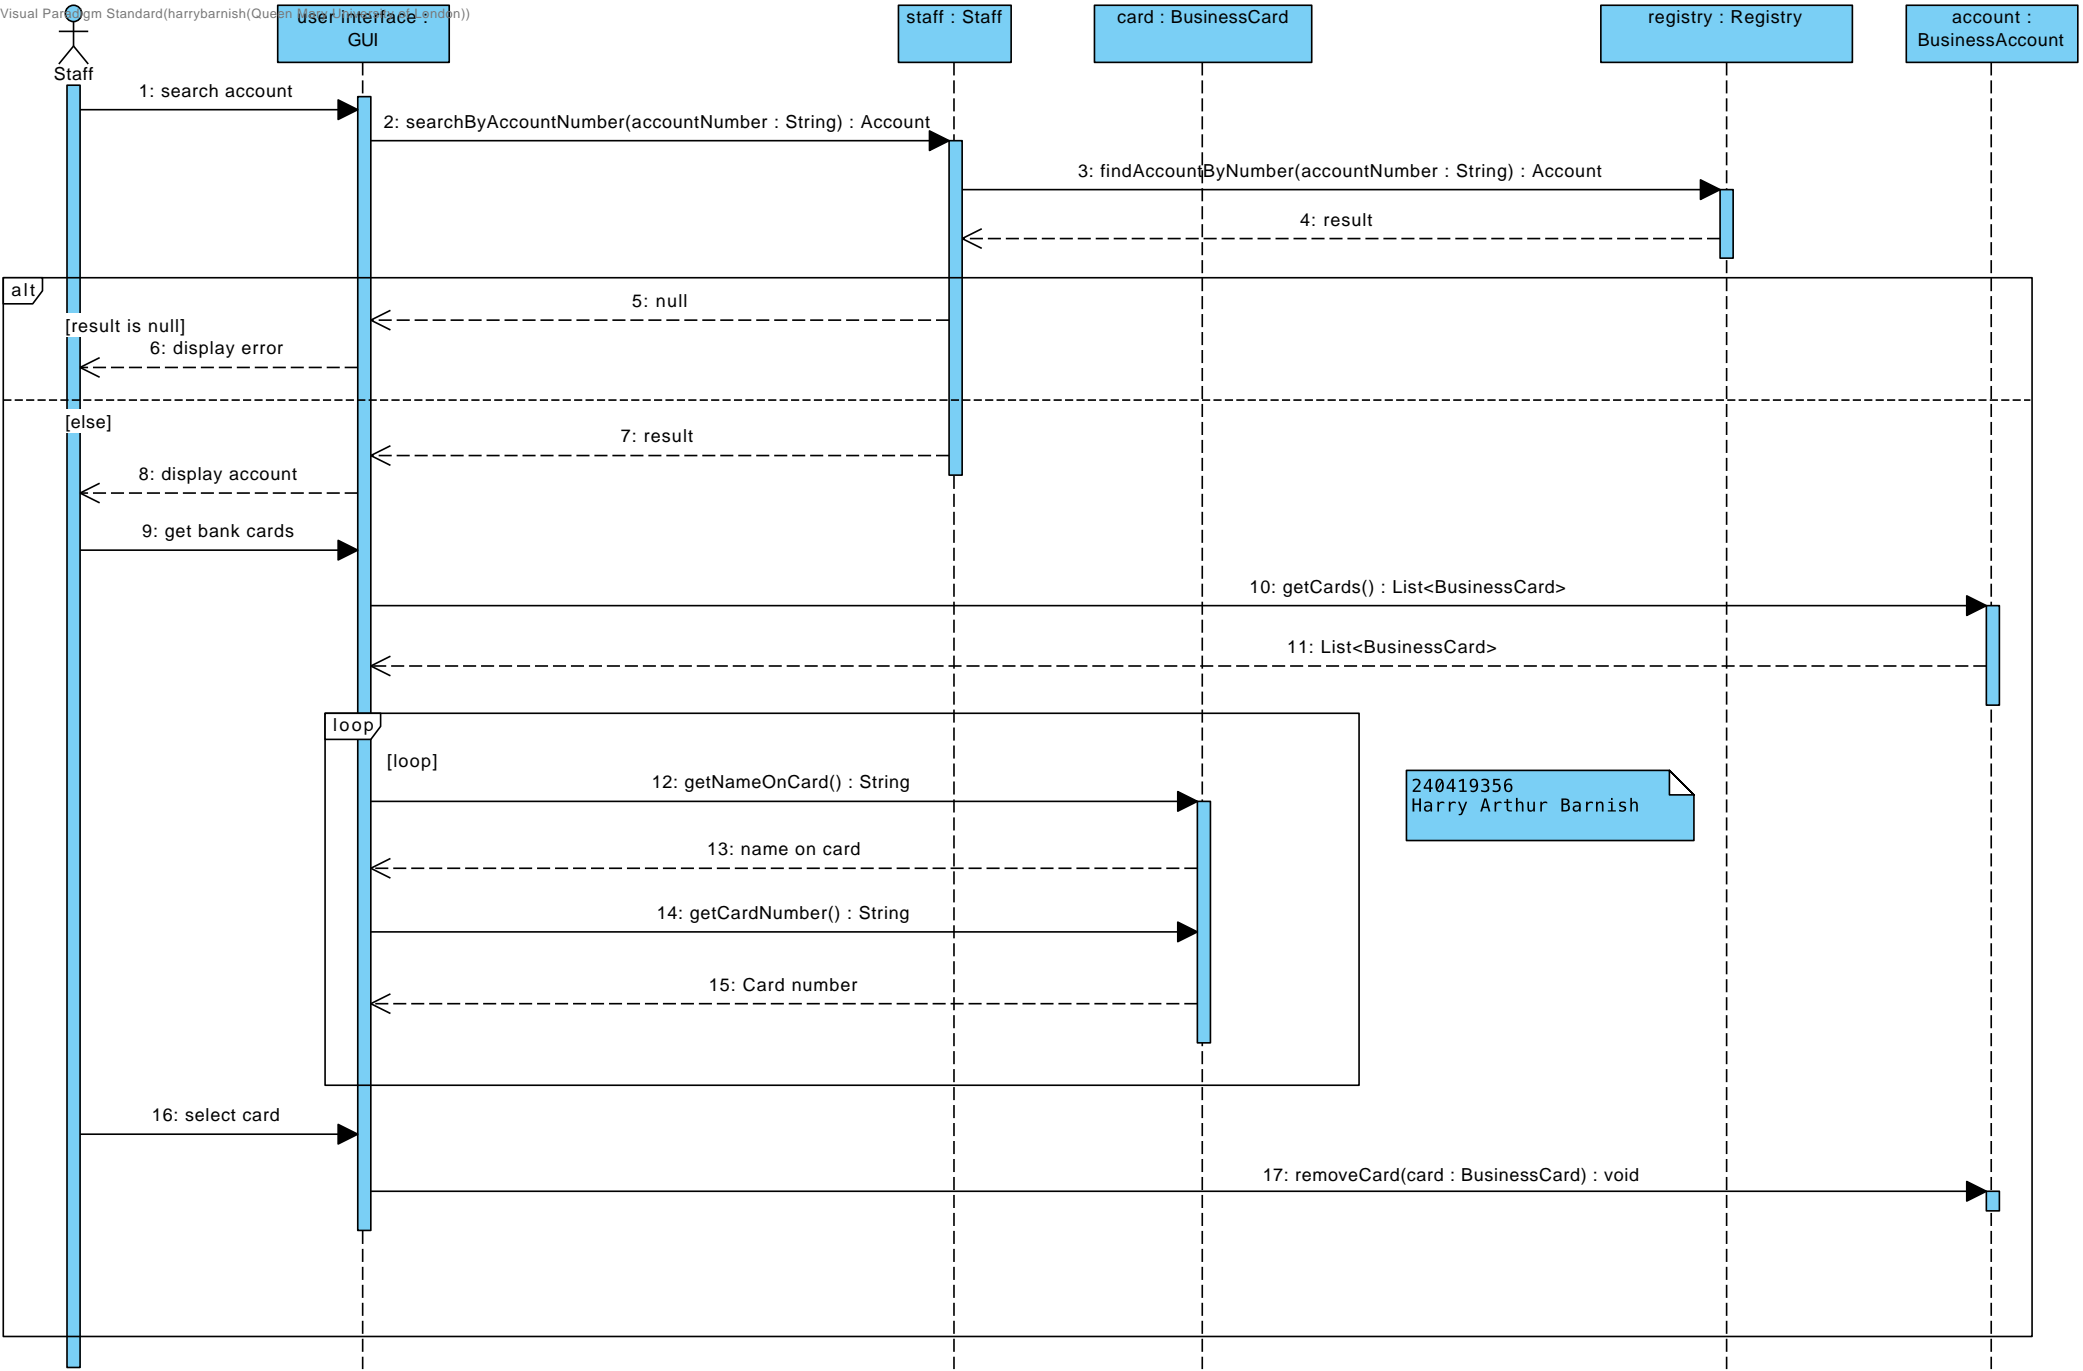 Visual Paradigm Standard(harrybarnish(Queen Mary University of London))
Staff
user interface :
GUI
staff : Staff
card : BusinessCard
registry : Registry
account :
BusinessAccount
1: search account
2: searchByAccountNumber(accountNumber : String) : Account
3: findAccountByNumber(accountNumber : String) : Account
4: result
alt
5: null
[result is null]
6: display error
[else]
7: result
8: display account
9: get bank cards
10: getCards() : List<BusinessCard>
11: List<BusinessCard>
loop
[loop]
12: getNameOnCard() : String
240419356
Harry Arthur Barnish
13: name on card
14: getCardNumber() : String
15: Card number
16: select card
17: removeCard(card : BusinessCard) : void